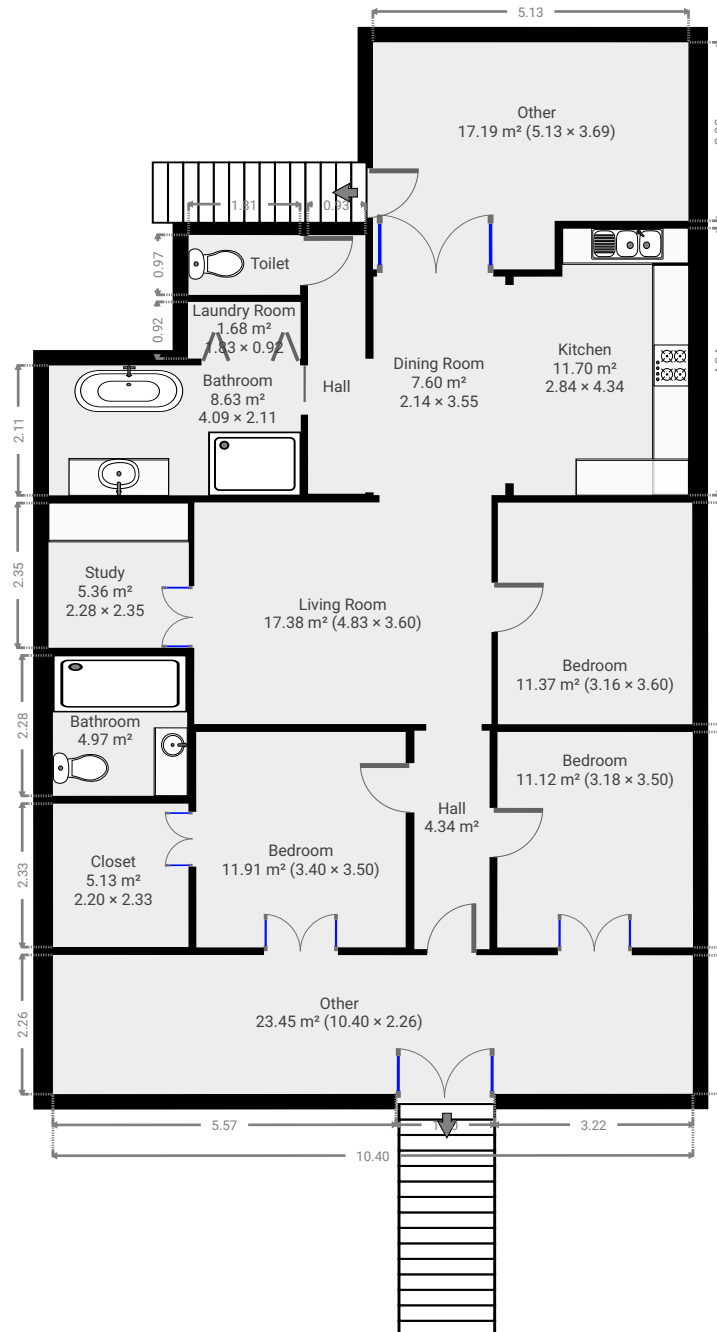 5.13
Other
17.19 m² (5.13 × 3.69)
1.81
0.93
0.97
Toilet
0.92
Laundry Room
1.68 m²
1.83 × 0.92
Bathroom
8.63 m²
4.09 × 2.11
Hall
Dining Room
7.60 m²
2.14 × 3.55
Kitchen
11.70 m²
2.84 × 4.34
2.11
2.35
Study
5.36 m²
2.28 × 2.35
Living Room
17.38 m² (4.83 × 3.60)
Bedroom
11.37 m² (3.16 × 3.60)
2.28
Bathroom
4.97 m²
Bedroom
11.12 m² (3.18 × 3.50)
Hall
4.34 m²
2.33
Closet
5.13 m²
2.20 × 2.33
Bedroom
11.91 m² (3.40 × 3.50)
2.26
Other
23.45 m² (10.40 × 2.26)
5.57
3.22
10.40